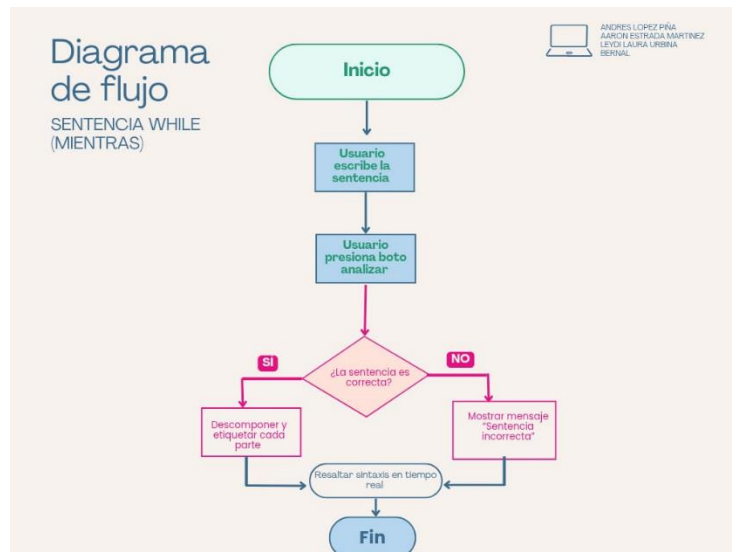 Diagrama
de flujo
SENTENCIA WHILE
(MIENTRAS)
ANDRES LOPEZ PIÑA
AARON ESTRADA MARTINEZ
LEYDI LAURA URBINA
BERNAL
Inicio
Usuario
escribe la
sentencia
Usuario
presiona boto
analizar
¿La sentencia es
correcta?
SI
NO
Descomponer y
etiquetar cada
parte
Mostrar mensaje
"Sentencia
incorrecta"
Resaltar sintaxis en tiempo
real
Fin